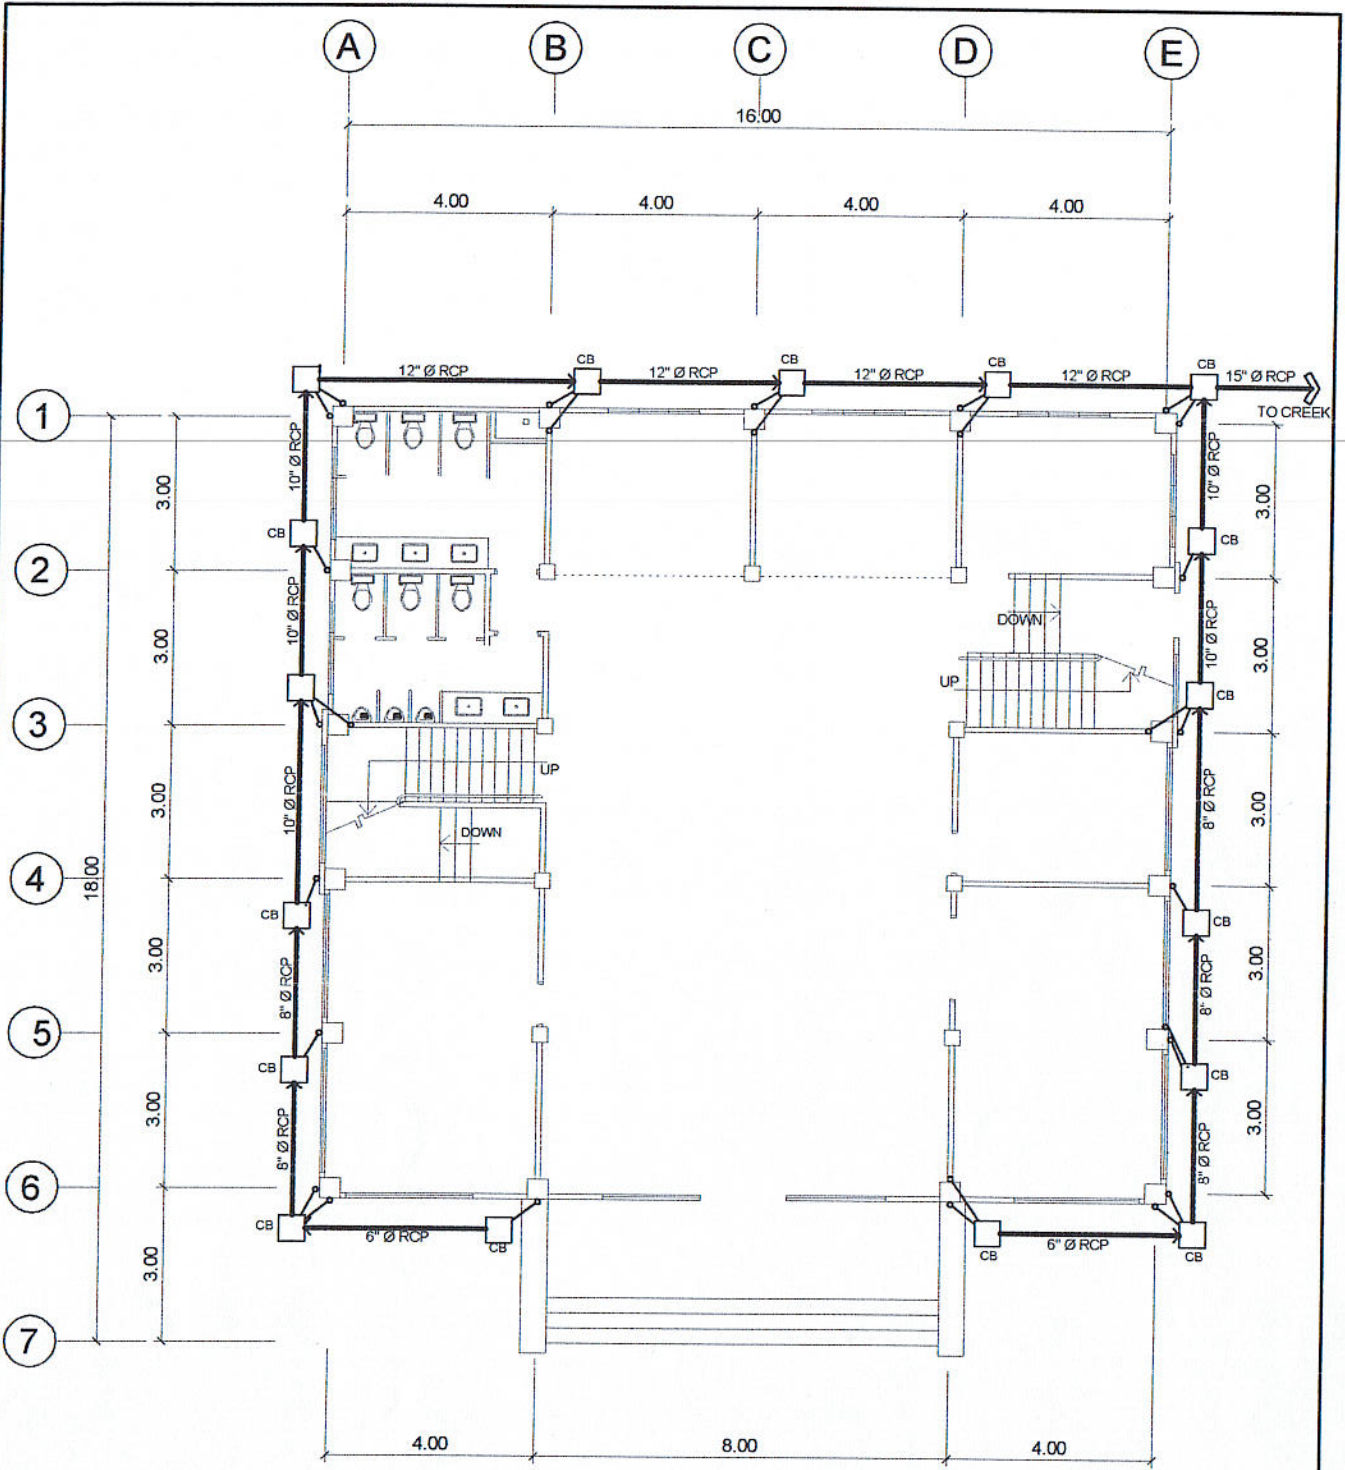 A B C D E
16.00
4.00 4.00 4.00 4.00
CB CB CB CB
12" Ø RCP 12" Ø RCP 12" Ø RCP 12" Ø RCP 15" Ø RCP
TO CREEK
1
10" Ø RCP 10" Ø RCP
3.00 3.00
CB CB
2
DOWN
10" Ø RCP 10" Ø RCP
3.00 3.00
UP
CB
3
UP
10" Ø RCP 8" Ø RCP
3.00 3.00
DOWN
4
18.00
CB CB
8" Ø RCP 8" Ø RCP
3.00 3.00
5
CB CB
8" Ø RCP 8" Ø RCP
3.00 3.00
6
CB 6" Ø RCP CB CB 6" Ø RCP CB
3.00
7
4.00 8.00 4.00